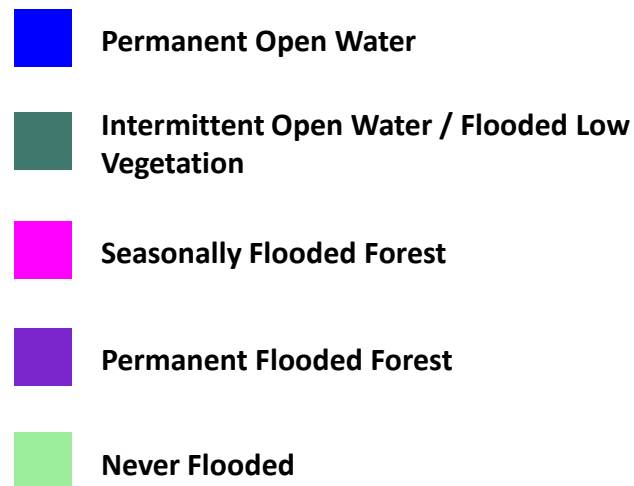 Permanent Open Water
Intermittent Open Water / Flooded Low
Vegetation
Seasonally Flooded Forest
Permanent Flooded Forest
Never Flooded